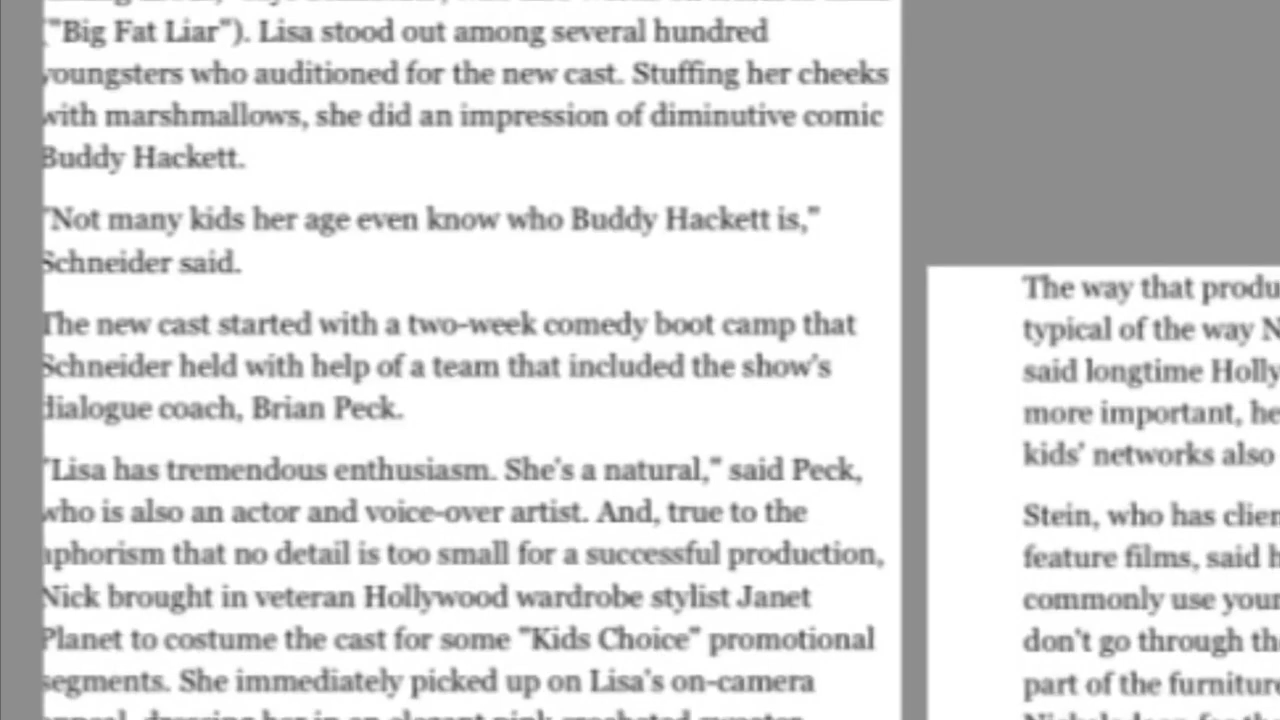 ("Big Fat Liar"). Lisa stood out among several hundred
youngsters who auditioned for the new cast. Stuffing her cheeks
with marshmallows, she did an impression of diminutive comic
Buddy Hackett.
"Not many kids her age even know who Buddy Hackett is,"
Schneider said.
The new cast started with a two-week comedy boot camp that
Schneider held with help of a team that included the show's
dialogue coach, Brian Peck.
"Lisa has tremendous enthusiasm. She's a natural," said Peck,
who is also an actor and voice-over artist. And, true to the
aphorism that no detail is too small for a successful production,
Nick brought in veteran Hollywood wardrobe stylist Janet
Planet to costume the cast for some "Kids Choice" promotional
segments. She immediately picked up on Lisa's on-camera
The way that produ
typical of the way N
said longtime Holly
more important, he
kids' networks also
Stein, who has clien
feature films, said h
commonly use your
don't go through th
part of the furniture